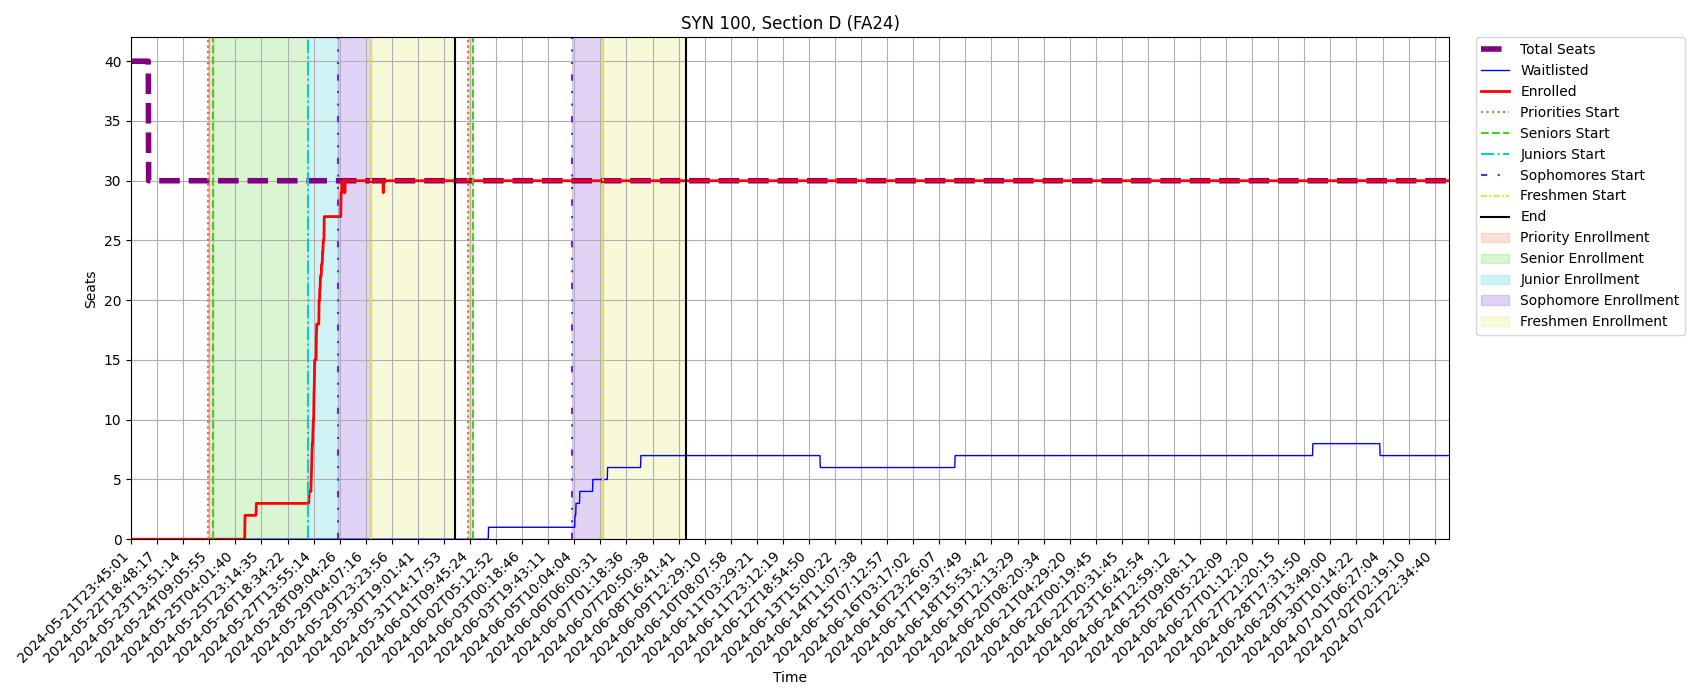 SYN 100, Section D (FA24)
Seats
40
35
30
25
20
15
10
5
0
2024-05-21T23:45:01
2024-05-22T18:48:17
2024-05-23T13:51:14
2024-05-24T09:05:55
2024-05-25T04:01:40
2024-05-25T23:14:35
2024-05-26T18:34:22
2024-05-27T13:55:14
2024-05-28T09:04:26
2024-05-29T04:07:16
2024-05-29T23:23:56
2024-05-30T19:01:41
2024-05-31T14:17:53
2024-06-01T09:45:24
2024-06-02T05:12:52
2024-06-03T00:18:46
2024-06-03T19:43:11
2024-06-05T10:04:04
2024-06-06T06:00:31
2024-06-07T01:18:36
2024-06-07T20:50:38
2024-06-08T16:41:41
2024-06-09T12:29:10
2024-06-10T08:07:58
2024-06-11T03:29:21
2024-06-11T23:12:19
2024-06-12T18:54:50
2024-06-13T15:00:22
2024-06-14T11:07:38
2024-06-15T07:12:57
2024-06-16T03:17:02
2024-06-16T23:26:07
2024-06-17T19:37:49
2024-06-18T15:53:42
2024-06-19T12:13:29
2024-06-20T08:20:34
2024-06-21T04:29:20
2024-06-22T00:19:45
2024-06-22T20:31:45
2024-06-23T16:42:54
2024-06-24T12:59:12
2024-06-25T09:08:11
2024-06-26T05:22:09
2024-06-27T01:12:20
2024-06-27T21:20:15
2024-06-28T17:31:50
2024-06-29T13:49:00
2024-06-30T10:14:22
2024-07-01T06:27:04
2024-07-02T02:19:10
2024-07-02T22:34:40
Time
Total Seats
Waitlisted
Enrolled
Priorities Start
Seniors Start
Juniors Start
Sophomores Start
Freshmen Start
End
Priority Enrollment
Senior Enrollment
Junior Enrollment
Sophomore Enrollment
Freshmen Enrollment